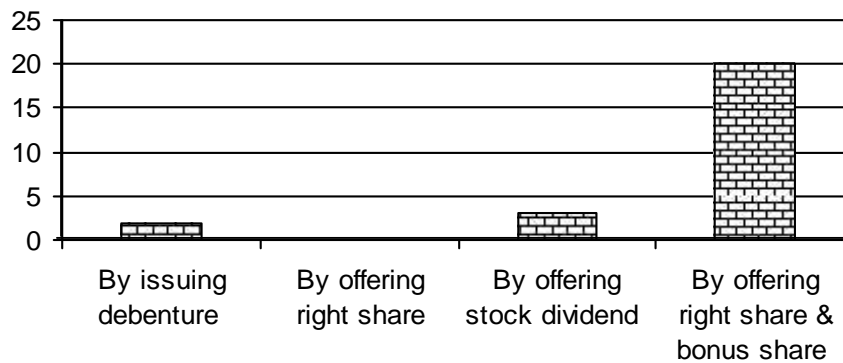 25
20
15
10
5
0
By issuing
debenture
By offering
right share
By offering
stock dividend
By offering
right share &
bonus share